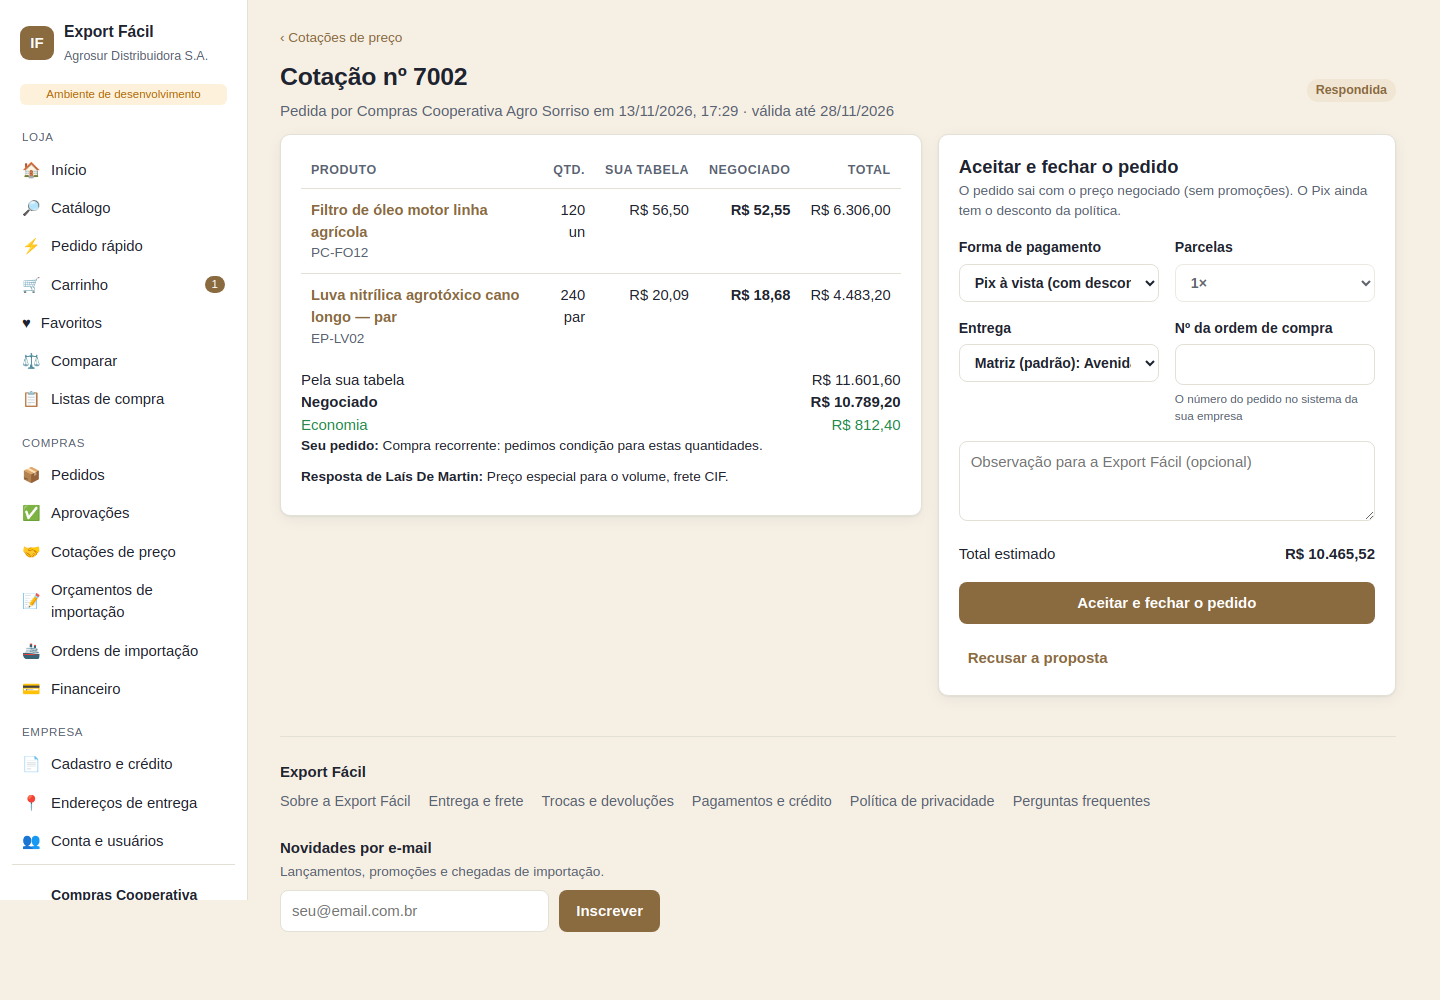 IF
Export Fácil
Agrosur Distribuidora S.A.
Ambiente de desenvolvimento
LOJA
Início
Catálogo
Pedido rápido
Carrinho 1
Favoritos
Comparar
Listas de compra
COMPRAS
Pedidos
Aprovações
Cotações de preço
Orçamentos de
importação
Ordens de importação
Financeiro
EMPRESA
Cadastro e crédito
Endereços de entrega
Conta e usuários
Compras Cooperativa
‹ Cotações de preço
Cotação nº 7002
Respondida
Pedida por Compras Cooperativa Agro Sorriso em 13/11/2026, 17:29 · válida até 28/11/2026
PRODUTO QTD. SUA TABELA NEGOCIADO TOTAL
Filtro de óleo motor linha 120 R$ 56,50 R$ 52,55 R$ 6.306,00
agrícola un
PC-FO12
Luva nitrílica agrotóxico cano 240 R$ 20,09 R$ 18,68 R$ 4.483,20
longo — par par
EP-LV02
Pela sua tabela R$ 11.601,60
Negociado R$ 10.789,20
Economia R$ 812,40
Seu pedido: Compra recorrente: pedimos condição para estas quantidades.
Resposta de Laís De Martin: Preço especial para o volume, frete CIF.
Aceitar e fechar o pedido
O pedido sai com o preço negociado (sem promoções). O Pix ainda
tem o desconto da política.
Forma de pagamento Parcelas
Pix à vista (com descor 1×
Entrega Nº da ordem de compra
Matriz (padrão): Avenid
O número do pedido no sistema da
sua empresa
Observação para a Export Fácil (opcional)
Total estimado R$ 10.465,52
Aceitar e fechar o pedido
Recusar a proposta
Export Fácil
Sobre a Export Fácil Entrega e frete Trocas e devoluções Pagamentos e crédito Política de privacidade Perguntas frequentes
Novidades por e-mail
Lançamentos, promoções e chegadas de importação.
seu@email.com.br Inscrever